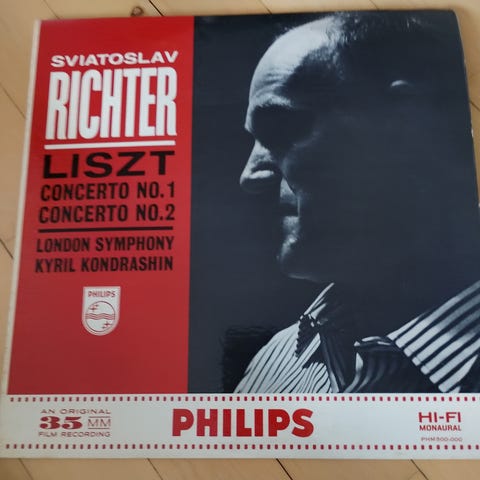 SVIATOSLAV
RICHTER
LISZT
CONCERTO NO.1
CONCERTO NO.2
LONDON SYMPHONY
KYRIL KONDRASHIN
PHILIPS
AN ORIGINAL
35 MM
FILM RECORDING
PHILIPS
HI-FI
MONAURAL
PHM500-000